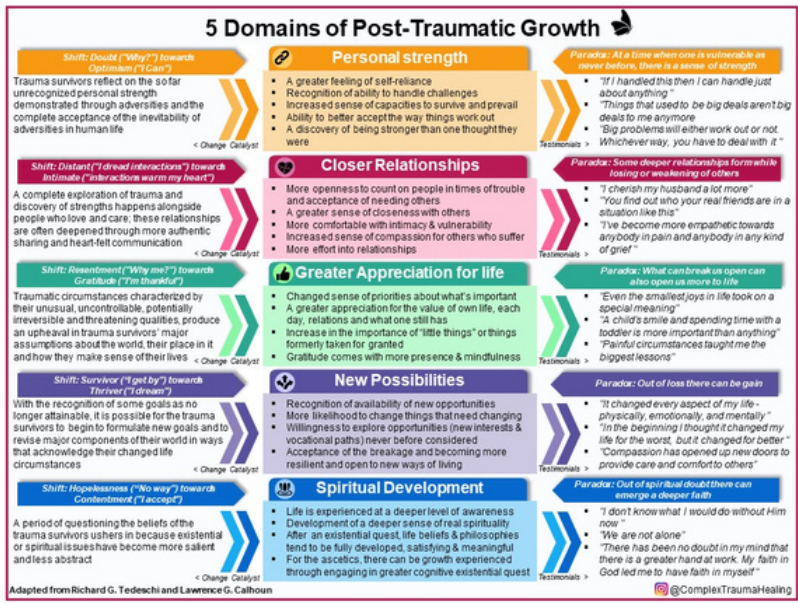 5 Domains of Post-Traumatic Growth
Shift: Doubt ("Why?") towards
Optimism ("I Can")
Trauma survivors reflect on the so far
unrecognized personal strength
demonstrated through adversities and the
complete acceptance of the inevitability of
adversities in human life
< Change Catalyst
Personal strength
▪ A greater feeling of self-reliance
▪ Recognition of ability to handle challenges
▪ Increased sense of capacities to survive and prevail
▪ Ability to better accept the way things work out
▪ A discovery of being stronger than one thought they
were
Paradox: At a time when one is vulnerable as
never before, there is a sense of strength
▪ "If I handled this then I can handle just
about anything "
▪ "Things that used to be big deals aren't big
deals to me anymore
▪ "Big problems will either work out or not.
Whichever way, you have to deal with it "
Testimonials >
Shift: Distant ("I dread interactions") towards
Intimate ("interactions warm my heart")
A complete exploration of trauma and
discovery of strengths happens alongside
people who love and care; these relationships
are often deepened through more authentic
sharing and heart-felt communication
< Change Catalyst
Closer Relationships
▪ More openness to count on people in times of trouble
and acceptance of needing others
▪ A greater sense of closeness with others
▪ More comfortable with intimacy & vulnerability
▪ Increased sense of compassion for others who suffer
▪ More effort into relationships
Paradox: Some deeper relationships form while
losing or weakening of others
▪ "I cherish my husband a lot more"
▪ "You find out who your real friends are in a
situation like this"
▪ "I've become more empathetic towards
anybody in pain and anybody in any kind
of grief "
Testimonials >
Shift: Resentment ("Why me?") towards
Gratitude ("I'm thankful")
Traumatic circumstances characterized by
their unusual, uncontrollable, potentially
irreversible and threatening qualities, produce
an upheaval in trauma survivors' major
assumptions about the world, their place in it
and how they make sense of their lives
< Change Catalyst
Greater Appreciation for life
▪ Changed sense of priorities about what's important
▪ A greater appreciation for the value of own life, each
day, relations and what one still has
▪ Increase in the importance of "little things" or things
formerly taken for granted
▪ Gratitude comes with more presence & mindfulness
Paradox: What can break us open can
also open us more to life
▪ "Even the smallest joys in life took on a
special meaning"
▪ "A child's smile and spending time with a
toddler is more important than anything"
▪ "Painful circumstances taught me the
biggest lessons"
Testimonials >
Shift: Survivor ("I get by") towards
Thriver ("I dream")
With the recognition of some goals as no
longer attainable, it is possible for the trauma
survivors to begin to formulate new goals and to
revise major components of their world in ways
that acknowledge their changed life
circumstances
< Change Catalyst
New Possibilities
▪ Recognition of availability of new opportunities
▪ More likelihood to change things that need changing
▪ Willingness to explore opportunities (new interests &
vocational paths) never before considered
▪ Acceptance of the breakage and becoming more
resilient and open to new ways of living
Paradox: Out of loss there can be gain
▪ "It changed every aspect of my life -
physically, emotionally, and mentally "
▪ "In the beginning I thought it changed my
life for the worst, but it changed for better "
▪ "Compassion has opened up new doors to
provide care and comfort to others"
Testimonials >
Shift: Hopelessness ("No way") towards
Contentment ("I accept")
A period of questioning the beliefs of the
trauma survivors ushers in because existential
or spiritual issues have become more salient
and less abstract
< Change Catalyst
Spiritual Development
▪ Life is experienced at a deeper level of awareness
▪ Development of a deeper sense of real spirituality
▪ After an existential quest, life beliefs & philosophies
tend to be fully developed, satisfying & meaningful
▪ For the ascetics, there can be growth experienced
through engaging in greater cognitive existential quest
Paradox: Out of spiritual doubt there can
emerge a deeper faith
▪ "I don't know what I would do without Him
now "
▪ "We are not alone"
▪ "There has been no doubt in my mind that
there is a greater hand at work. My faith in
God led me to have faith in myself "
Testimonials >
Adapted from Richard G. Tedeschi and Lawrence G. Calhoun
@ComplexTraumaHealing